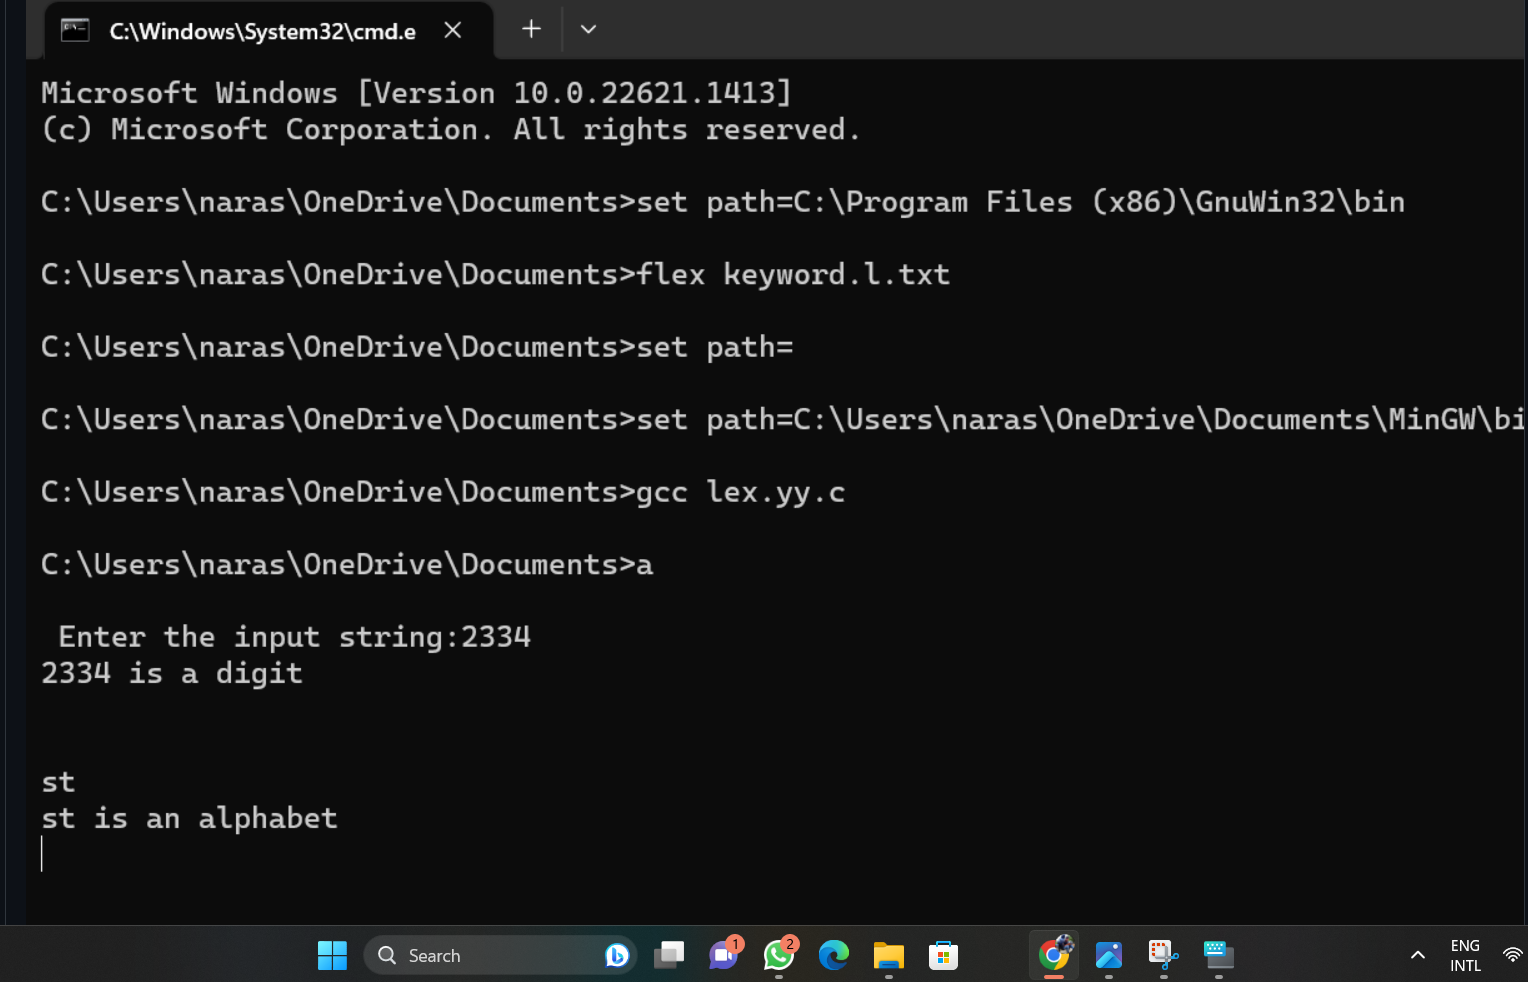 C:\Windows\System32\cmd.e
Microsoft Windows [Version 10.0.22621.1413]
(c) Microsoft Corporation. All rights reserved.
C:\Users\naras\OneDrive\Documents>set path=C:\Program Files (x86)\GnuWin32\bin
C:\Users\naras\OneDrive\Documents>flex keyword.l.txt
C:\Users\naras\OneDrive\Documents>set path=
C:\Users\naras\OneDrive\Documents>set path=C:\Users\naras\OneDrive\Documents\MinGW\bi
C:\Users\naras\OneDrive\Documents>gcc lex.yy.c
C:\Users\naras\OneDrive\Documents>a
Enter the input string:2334
2334 is a digit
st
st is an alphabet
Search
1
2
ENG
INTL